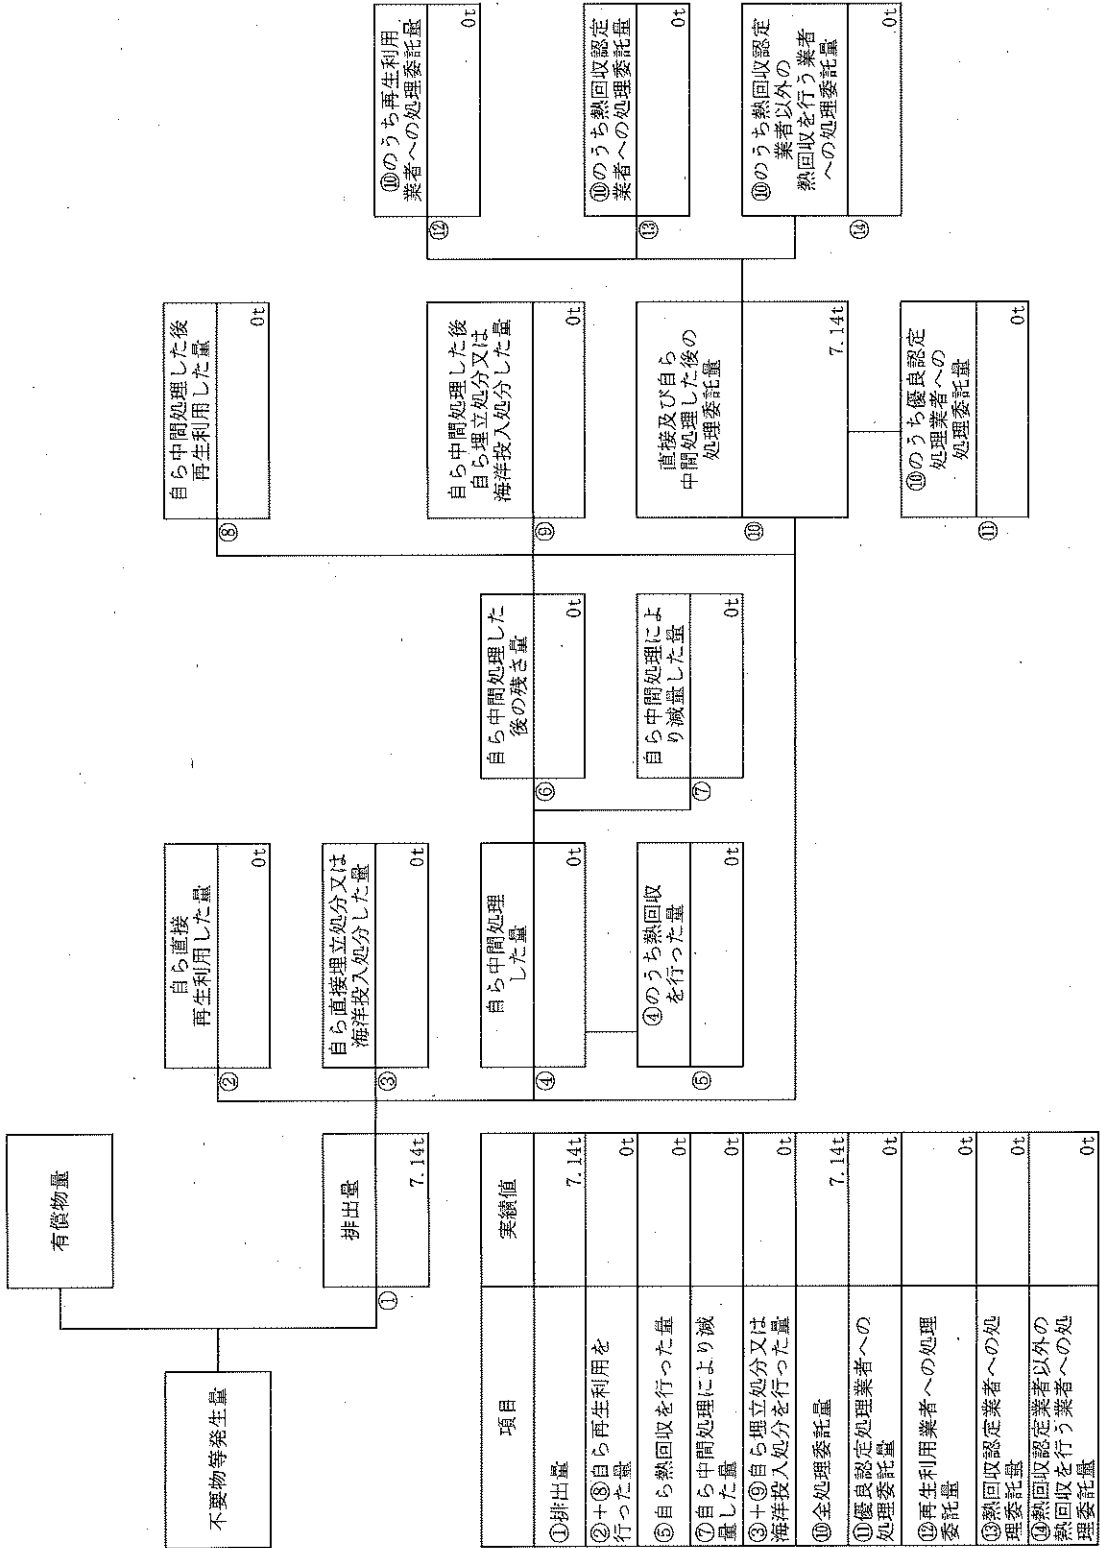 不要物等発生量
有償物量
排出量
①
7.14t
自ら直接
再生利用した量
②
0t
自ら直接埋立処分又は
海洋投入処分した量
③
0t
自ら中間処理
した量
④
0t
④のうち熱回収
を行った量
⑤
0t
自ら中間処理した
後の残さ量
⑥
0t
自ら中間処理によ
り減量した量
⑦
0t
自ら中間処理した後
再生利用した量
⑧
0t
自ら中間処理した後
自ら埋立処分又は
海洋投入処分した量
⑨
0t
直接及び自ら
中間処理した後の
処理委託量
⑩
7.14t
⑩のうち優良認定
処理業者への
処理委託量
⑪
0t
⑩のうち再生利用
業者への処理委託量
⑫
0t
⑩のうち熱回収認定
業者への処理委託量
⑬
0t
⑩のうち熱回収認定
業者以外の
熱回収を行う業者
への処理委託量
⑭
0t
項目 実績値
①排出量 7.14t
②+⑧自ら再生利用を
行った量 0t
⑤自ら熱回収を行った量 0t
⑦自ら中間処理により減
量した量 0t
③+⑨自ら埋立処分又は
海洋投入処分を行った量 0t
⑩全処理委託量 7.14t
⑪優良認定処理業者への
処理委託量 0t
⑫再生利用業者への処理
委託量 0t
⑬熱回収認定業者への処
理委託量 0t
⑭熱回収認定業者以外の
熱回収を行う業者への処
理委託量 0t